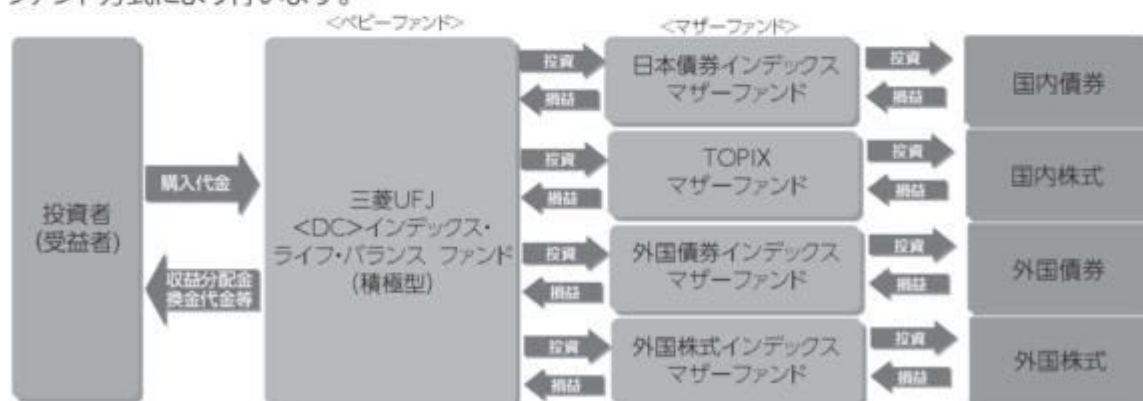 ファンド方式により行います。
<ベビーファンド>
<マザーファンド>
投資者
(受益者)
購入代金
収益分配金
換金代金等
三菱UFJ
<DC>インデックス・
ライフ・バランス ファンド
(積極型)
投資
損益
日本債券インデックス
マザーファンド
投資
損益
国内債券
投資
損益
TOPIX
マザーファンド
投資
損益
国内株式
投資
損益
外国債券インデックス
マザーファンド
投資
損益
外国債券
投資
損益
外国株式インデックス
マザーファンド
投資
損益
外国株式